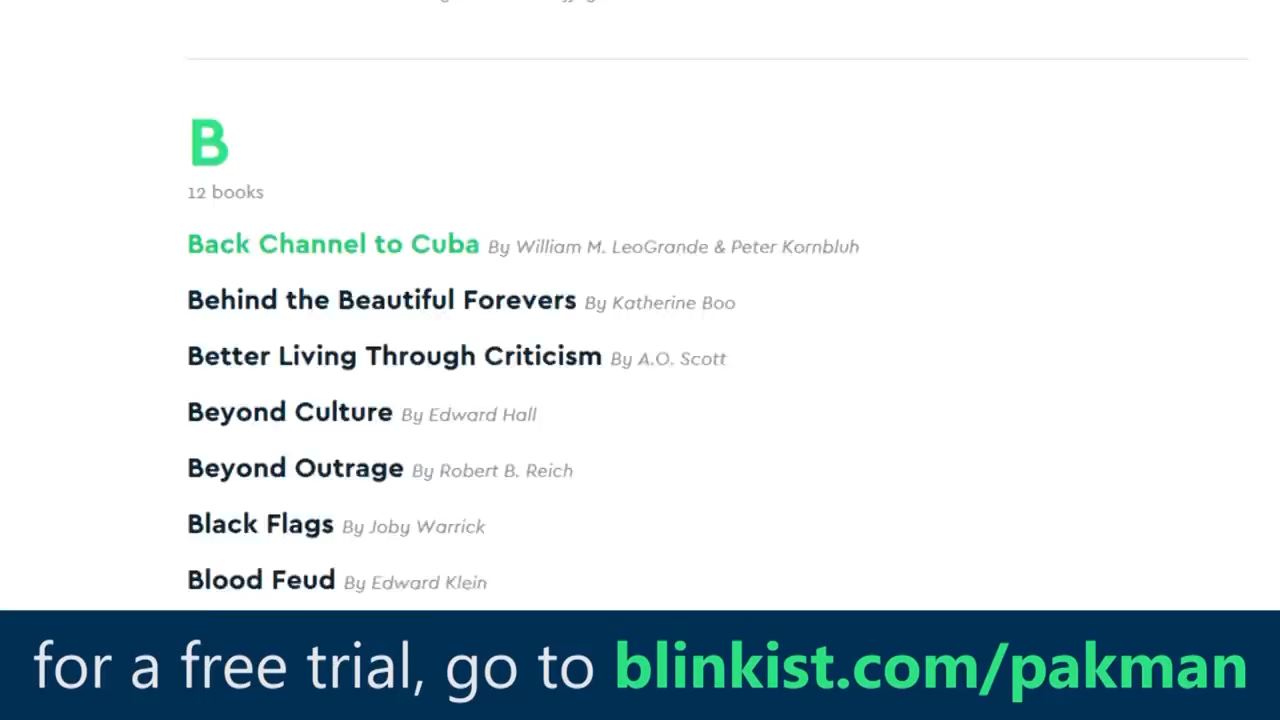 B
12 books
Back Channel to Cuba By William M. LeoGrande & Peter Kornbluh
Behind the Beautiful Forevers By Katherine Boo
Better Living Through Criticism By A.O. Scott
Beyond Culture By Edward Hall
Beyond Outrage By Robert B. Reich
Black Flags By Joby Warrick
Blood Feud By Edward Klein
for a free trial, go to blinkist.com/pakman